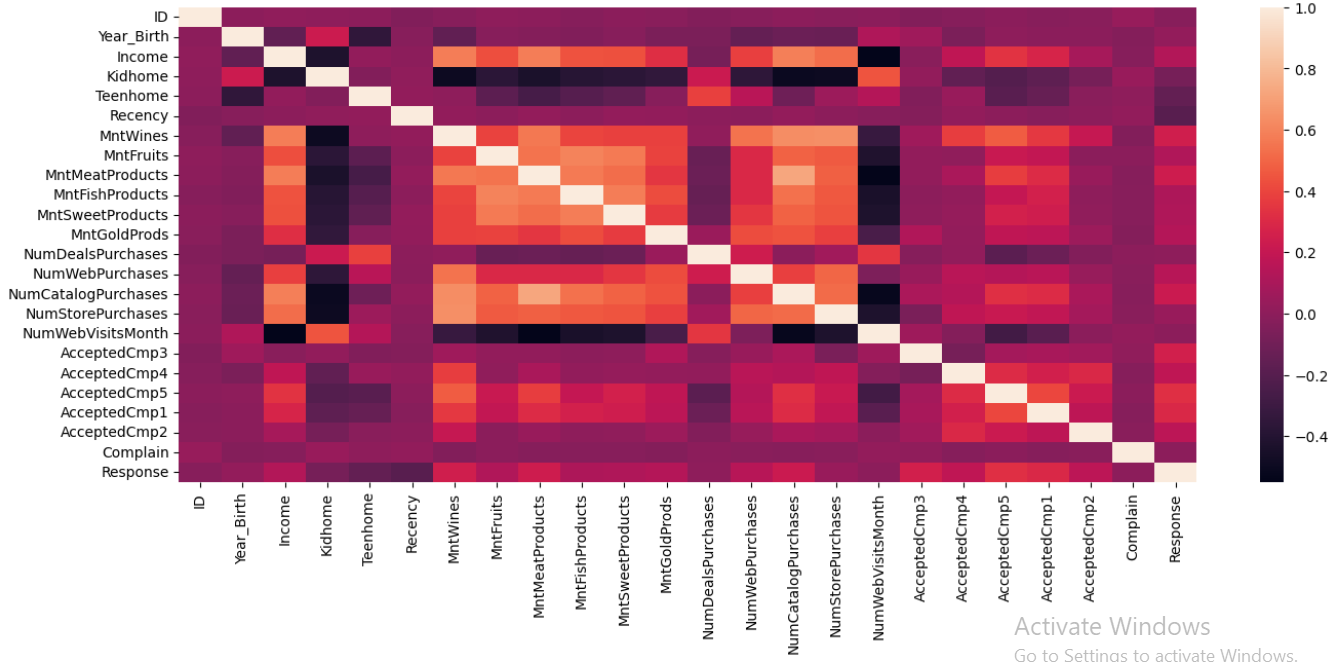 ID
Year_Birth
Income
Kidhome
Teenhome
Recency
MntWines
MntFruits
MntMeatProducts
MntFishProducts
MntSweetProducts
MntGoldProds
NumDealsPurchases
NumWebPurchases
NumCatalogPurchases
NumStorePurchases
NumWebVisitsMonth
AcceptedCmp3
AcceptedCmp4
AcceptedCmp5
AcceptedCmp1
AcceptedCmp2
Complain
Response
ID
Year_Birth
Income
Kidhome
Teenhome
Recency
MntWines
MntFruits
MntMeatProducts
MntFishProducts
MntSweetProducts
MntGoldProds
NumDealsPurchases
NumWebPurchases
NumCatalogPurchases
NumStorePurchases
NumWebVisitsMonth
AcceptedCmp3
AcceptedCmp4
AcceptedCmp5
AcceptedCmp1
AcceptedCmp2
Complain
Response
1.0
0.8
0.6
0.4
0.2
0.0
−0.2
−0.4
Activate Windows
Go to Settings to activate Windows.